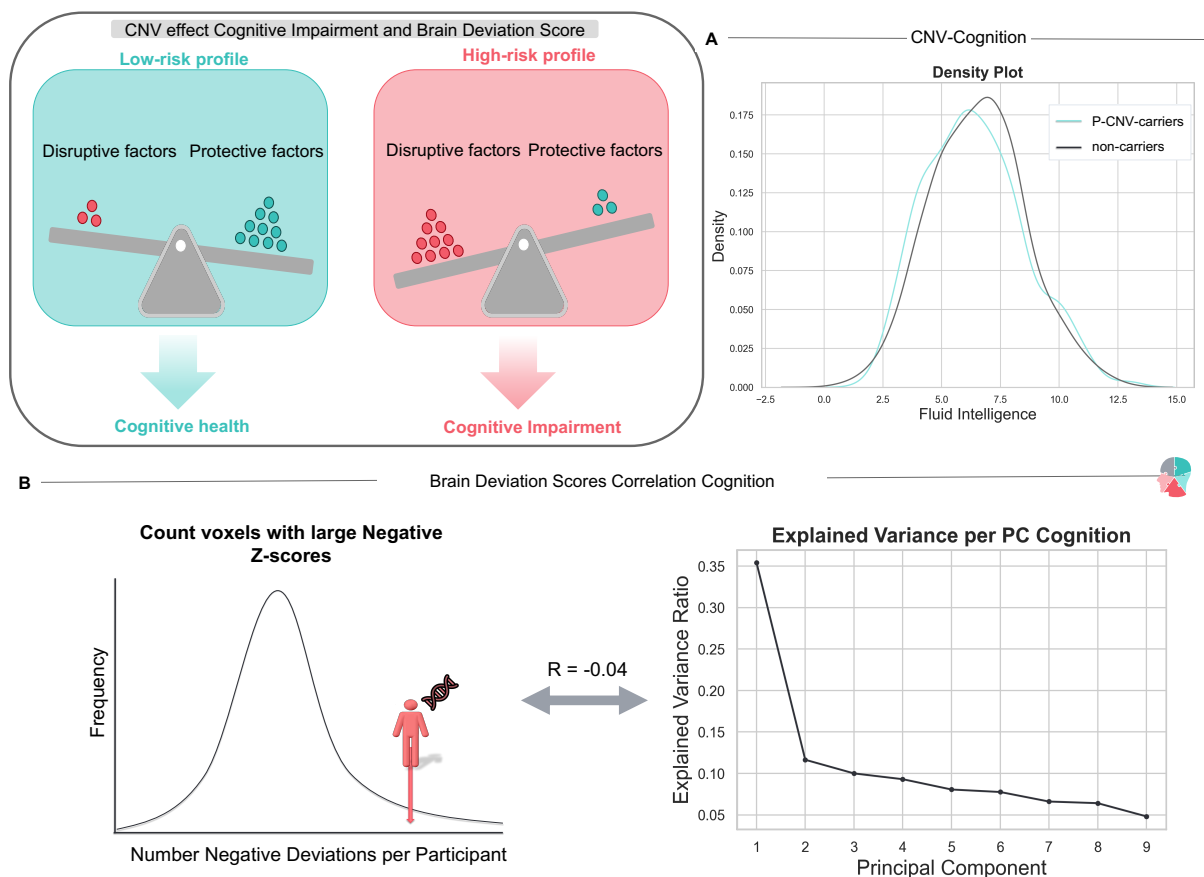 CNV effect Cognitive Impairment and Brain Deviation Score
Low-risk profile
High-risk profile
Disruptive factors Protective factors
Disruptive factors Protective factors
Cognitive health
Cognitive Impairment
A
CNV-Cognition
Density Plot
P-CNV-carriers
non-carriers
Density
0.175
0.150
0.125
0.100
0.075
0.050
0.025
0.000
−2.5 0.0 2.5 5.0 7.5 10.0 12.5 15.0
Fluid Intelligence
B
Brain Deviation Scores Correlation Cognition
Count voxels with large Negative
Z-scores
Frequency
Number Negative Deviations per Participant
R = -0.04
Explained Variance per PC Cognition
Explained Variance Ratio
0.35
0.30
0.25
0.20
0.15
0.10
0.05
1 2 3 4 5 6 7 8 9
Principal Component